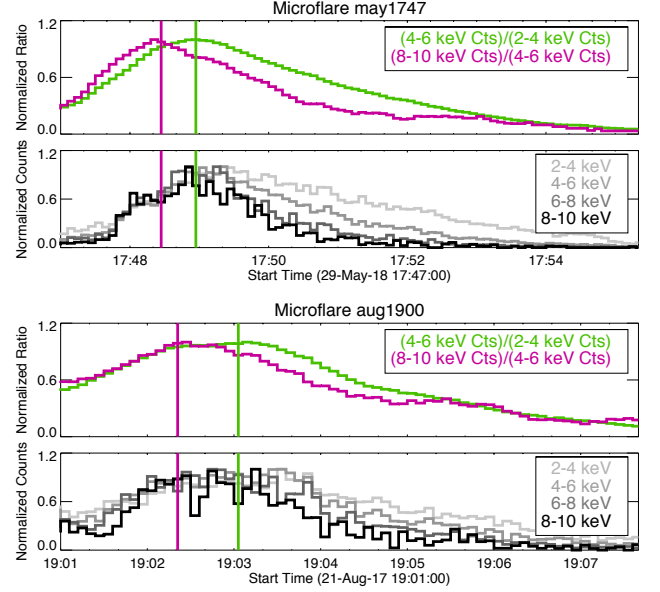 Microflare may1747
Normalized Ratio
1.2
0.6
0.0
(4-6 keV Cts)/(2-4 keV Cts)
(8-10 keV Cts)/(4-6 keV Cts)
Normalized Counts
1.2
0.6
0.0
2-4 keV
4-6 keV
6-8 keV
8-10 keV
17:48 17:50 17:52 17:54
Start Time (29-May-18 17:47:00)
Microflare aug1900
Normalized Ratio
1.2
0.6
0.0
(4-6 keV Cts)/(2-4 keV Cts)
(8-10 keV Cts)/(4-6 keV Cts)
Normalized Counts
1.2
0.6
0.0
2-4 keV
4-6 keV
6-8 keV
8-10 keV
19:01 19:02 19:03 19:04 19:05 19:06 19:07
Start Time (21-Aug-17 19:01:00)